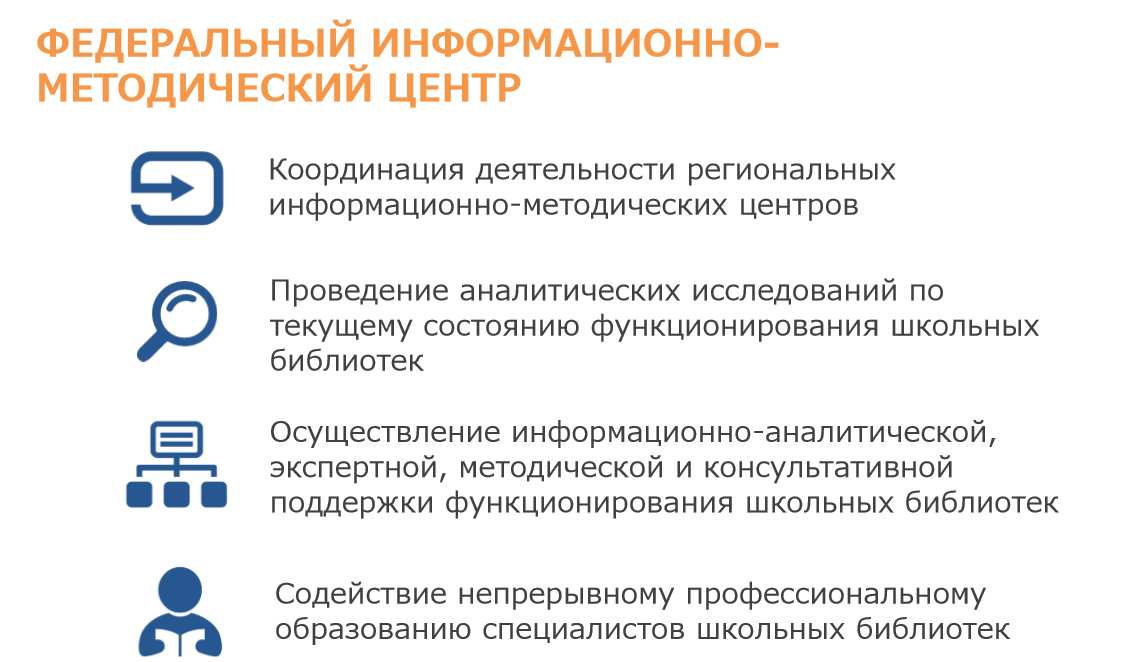 ФЕДЕРАЛЬНЫЙ ИНФОРМАЦИОННО-
МЕТОДИЧЕСКИЙ ЦЕНТР
Координация деятельности региональных
информационно-методических центров
Проведение аналитических исследований по
текущему состоянию функционирования школьных
библиотек
Осуществление информационно-аналитической,
экспертной, методической и консультативной
поддержки функционирования школьных библиотек
Содействие непрерывному профессиональному
образованию специалистов школьных библиотек